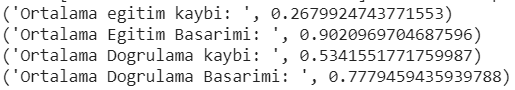 ('Ortalama egitim kaybi: ', 0.2679924743771553)
('Ortalama Egitim Basarimi: ', 0.9020969704687596)
('Ortalama Dogrulama kaybi: ', 0.5341551771759987)
('Ortalama Dogrulama Basarimi: ', 0.7779459435939788)